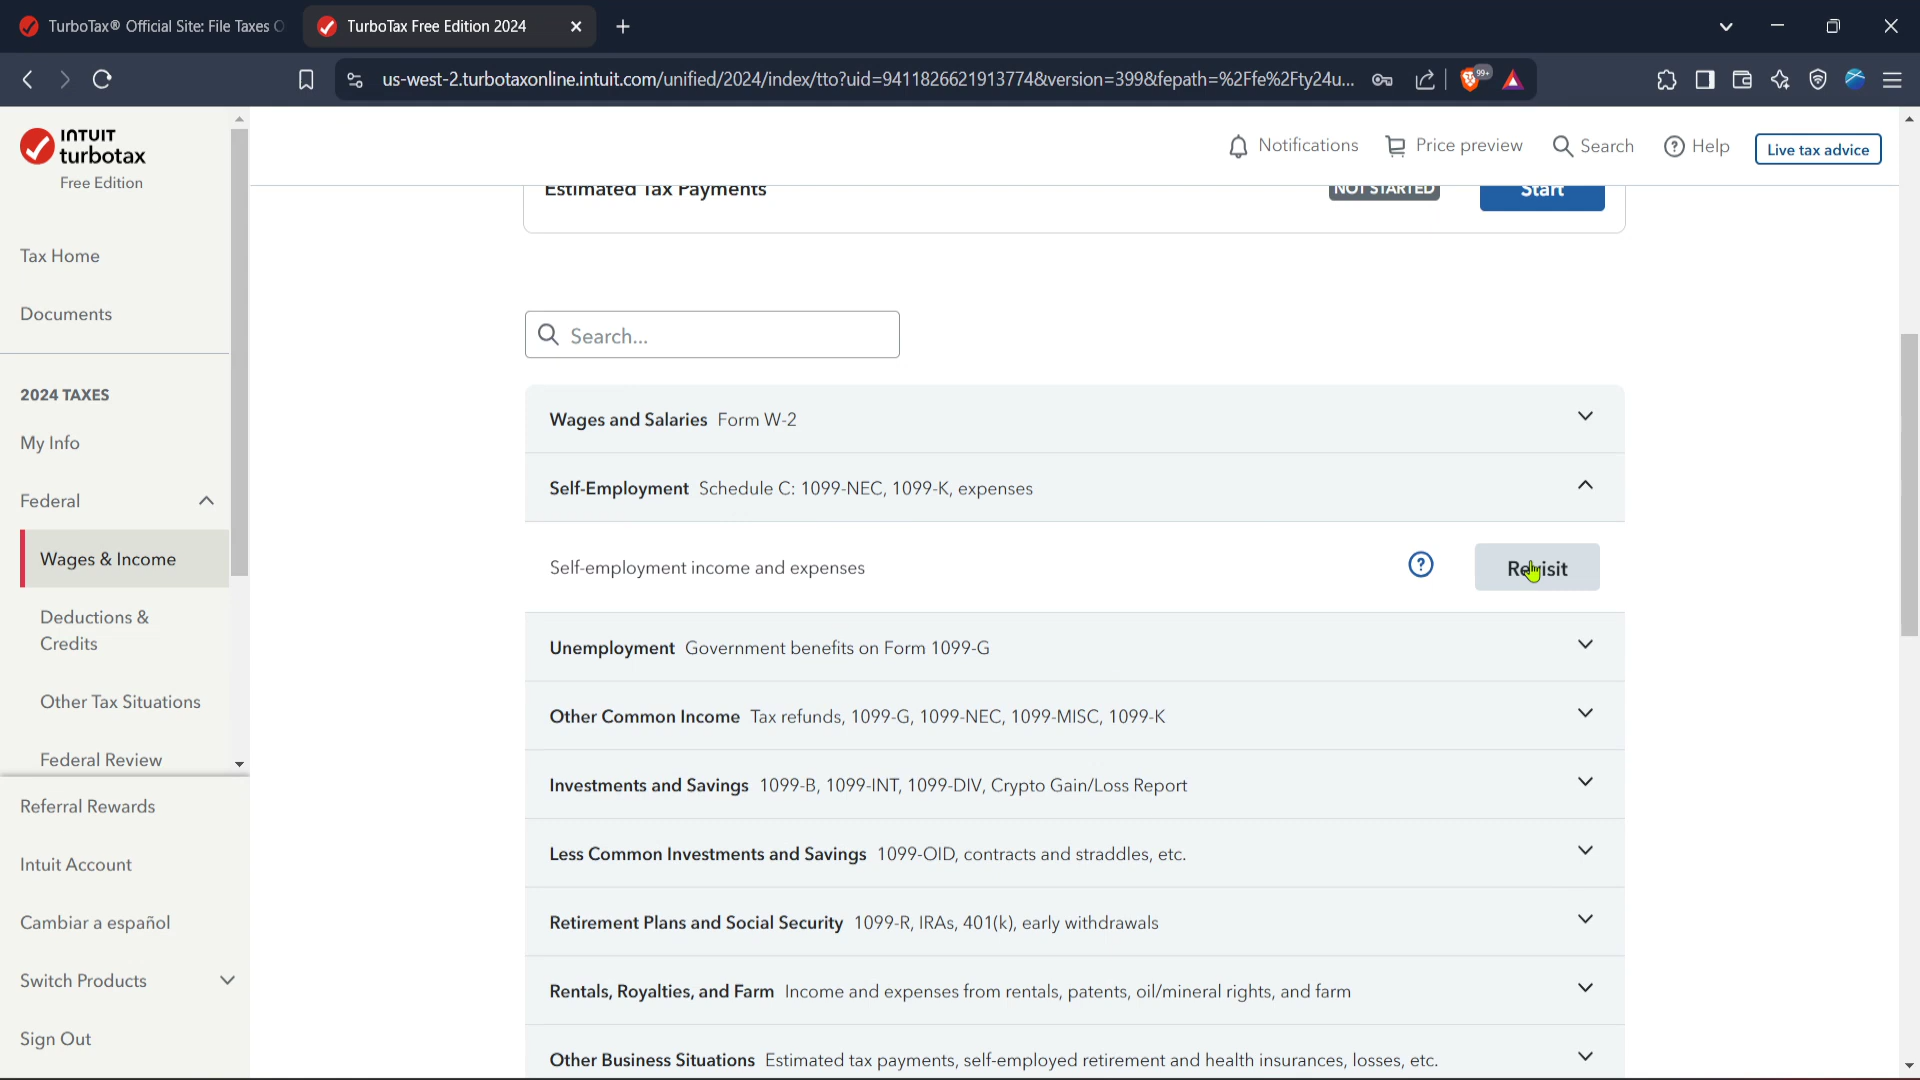 TurboTax® Official Site: File Taxes O
TurboTax Free Edition 2024
us-west-2.turbotaxonline.intuit.com/unified/2024/index/tto?uid=9411826621913774&version=399&fepath=%2Ffe%2Fty24u...
99+
INTUIT
turbotax
Free Edition
Notifications
Price preview
Search
Help
Live tax advice
Tax Home
Documents
2024 TAXES
My Info
Federal
Wages & Income
Deductions &
Credits
Other Tax Situations
Federal Review
Referral Rewards
Intuit Account
Cambiar a español
Switch Products
Sign Out
Estimated Tax Payments
NOT STARTED
Start
Search...
Wages and Salaries Form W-2
Self-Employment Schedule C: 1099-NEC, 1099-K, expenses
Self-employment income and expenses
Revisit
Unemployment Government benefits on Form 1099-G
Other Common Income Tax refunds, 1099-G, 1099-NEC, 1099-MISC, 1099-K
Investments and Savings 1099-B, 1099-INT, 1099-DIV, Crypto Gain/Loss Report
Less Common Investments and Savings 1099-OID, contracts and straddles, etc.
Retirement Plans and Social Security 1099-R, IRAs, 401(k), early withdrawals
Rentals, Royalties, and Farm Income and expenses from rentals, patents, oil/mineral rights, and farm
Other Business Situations Estimated tax payments, self-employed retirement and health insurances, losses, etc.